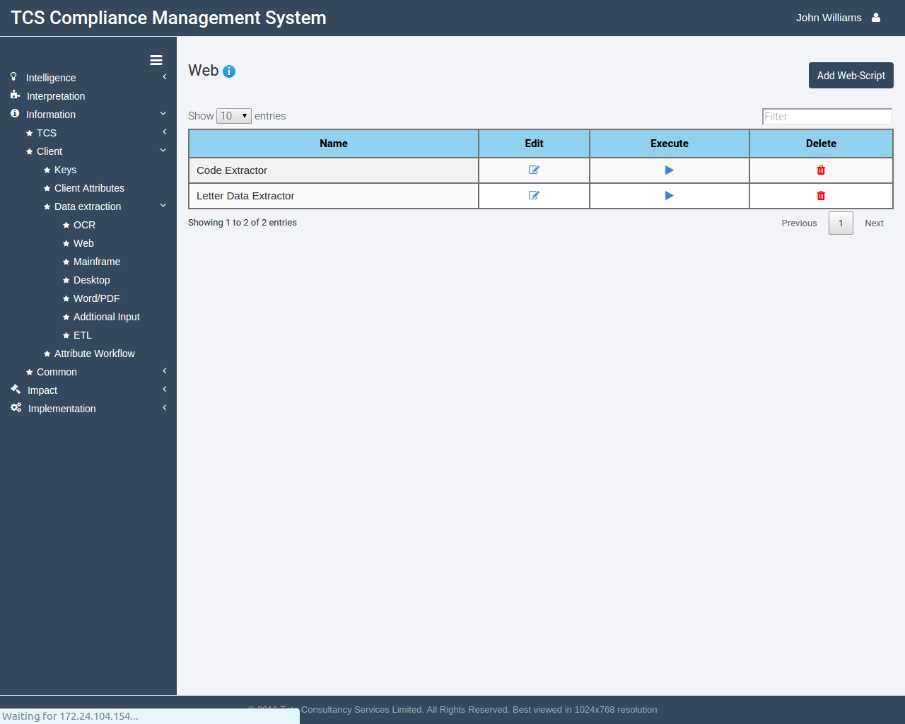 TCS Compliance Management System
John Williams
Intelligence
Interpretation
Information
TCS
Client
Keys
Client Attributes
Data extraction
OCR
Web
Mainframe
Desktop
Word/PDF
Addtional Input
ETL
Attribute Workflow
Common
Impact
Implementation
Web
Add Web-Script
Show 10 entries
Filter
Name Edit Execute Delete
Code Extractor
Letter Data Extractor
Showing 1 to 2 of 2 entries
Previous 1 Next
Consultancy Services Limited. All Rights Reserved. Best viewed in 1024x768 resolution
Waiting for 172.24.104.154...